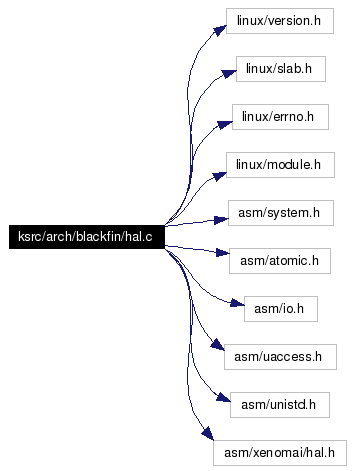 linux/version.h
linux/slab.h
linux/errno.h
linux/module.h
asm/system.h
ksrc/arch/blackfin/hal.c
asm/atomic.h
asm/io.h
asm/uaccess.h
asm/unistd.h
asm/xenomai/hal.h